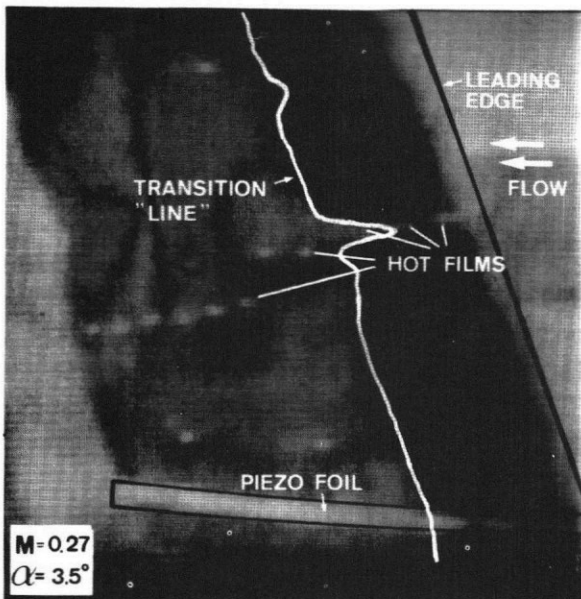 LEADING
EDGE
FLOW
TRANSITION
"LINE"
HOT FILMS
PIEZO FOIL
M=0.27
α= 3.5°